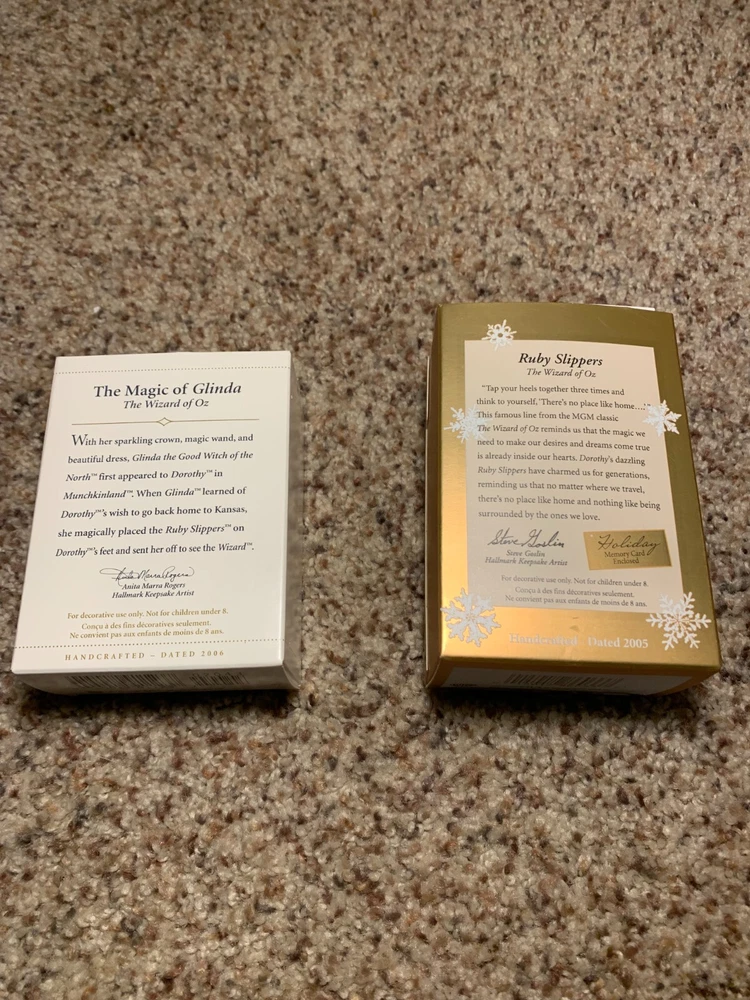 The Magic of Glinda
The Wizard of Oz
With her sparkling crown, magic wand, and
beautiful dress, Glinda the Good Witch of the
North™ first appeared to Dorothy™ in
Munchkinland™. When Glinda™ learned of
Dorothy™'s wish to go back home to Kansas,
she magically placed the Ruby Slippers™ on
Dorothy™'s feet and sent her off to see the Wizard™.
Anita Marra Rogers
Anita Marra Rogers
Hallmark Keepsake Artist
For decorative use only. Not for children under 8.
Conçu à des fins décoratives seulement.
Ne convient pas aux enfants de moins de 8 ans.
HANDCRAFTED – DATED 2006
Ruby Slippers
The Wizard of Oz
"Tap your heels together three times and
think to yourself, 'There's no place like home....'"
This famous line from the MGM classic
The Wizard of Oz reminds us that the magic we
need to make our desires and dreams come true
is already inside our hearts. Dorothy's dazzling
Ruby Slippers have charmed us for generations,
reminding us that no matter where we travel,
there's no place like home and nothing like being
surrounded by the ones we love.
Steve Goslin
Steve Goslin
Hallmark Keepsake Artist
Holiday
Memory Card
Enclosed
For decorative use only. Not for children under 8.
Conçu à des fins décoratives seulement.
Ne convient pas aux enfants de moins de 8 ans.
Handcrafted Dated 2005